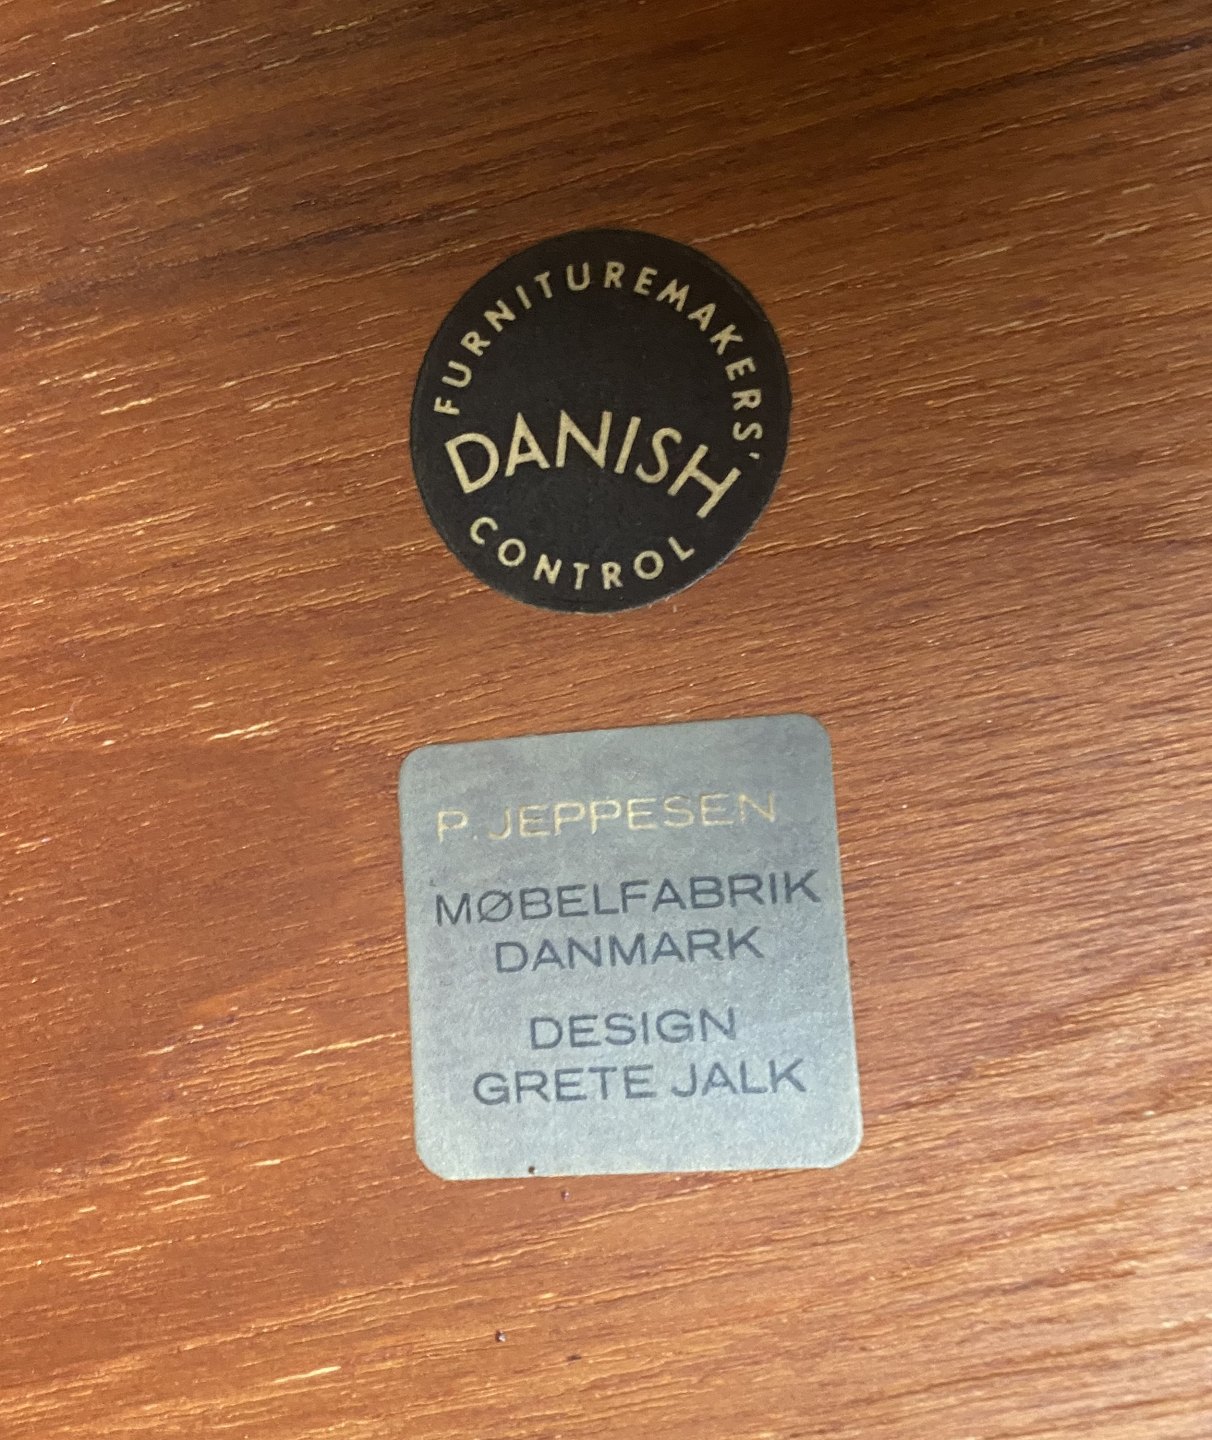 FURNITUREMAKERS'
DANISH
CONTROL
P. JEPPESEN
MØBELFABRIK
DANMARK
DESIGN
GRETE JALK